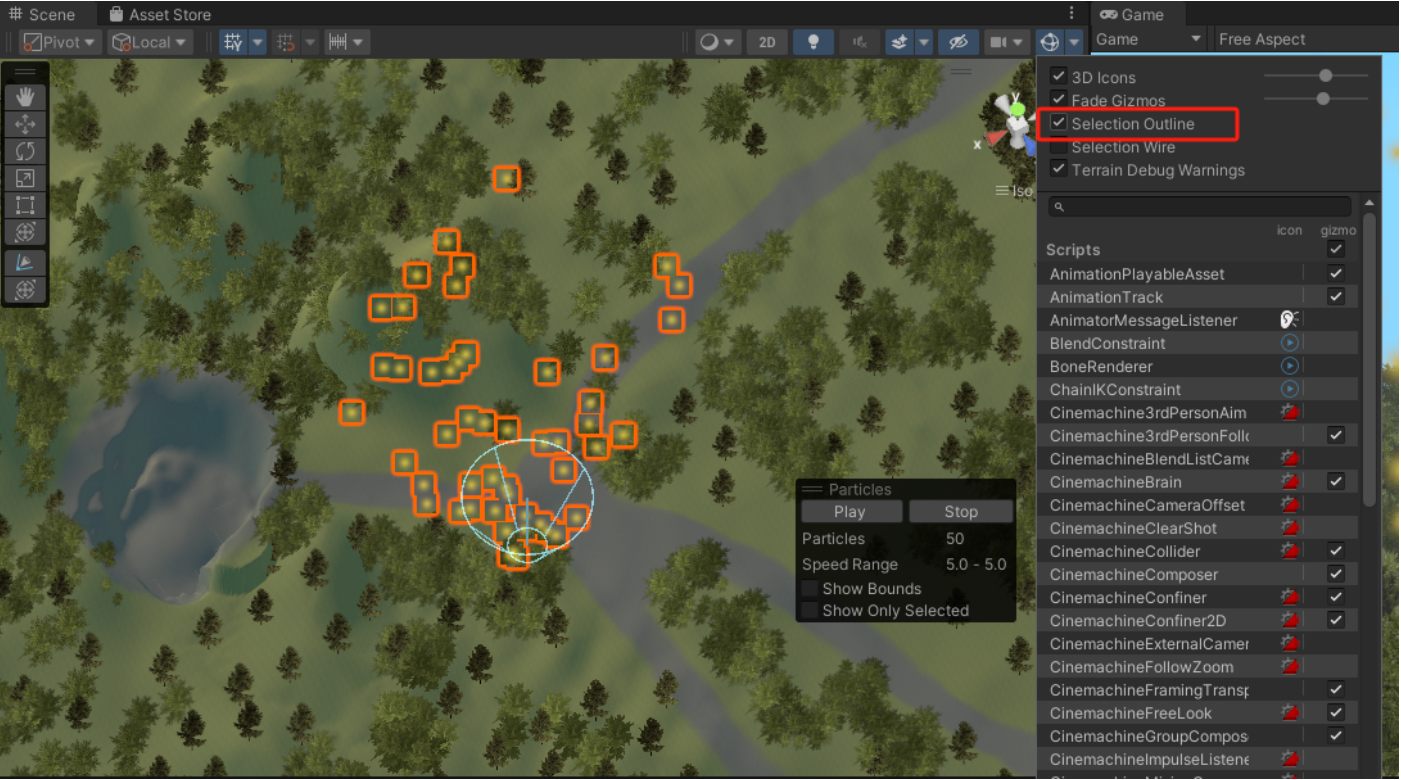 Scene
Asset Store
Game
Pivot
Local
2D
Game
Free Aspect
y
x
Iso
3D Icons
Fade Gizmos
Selection Outline
Selection Wire
Terrain Debug Warnings
icon gizmo
Scripts
AnimationPlayableAsset
AnimationTrack
AnimatorMessageListener
BlendConstraint
BoneRenderer
ChainIKConstraint
Cinemachine3rdPersonAim
Cinemachine3rdPersonFollo
CinemachineBlendListCame
CinemachineBrain
CinemachineCameraOffset
CinemachineClearShot
CinemachineCollider
CinemachineComposer
CinemachineConfiner
CinemachineConfiner2D
CinemachineExternalCamer
CinemachineFollowZoom
CinemachineFramingTransp
CinemachineFreeLook
CinemachineGroupCompos
CinemachineImpulseListene
Particles
Play
Stop
Particles 50
Speed Range 5.0 - 5.0
Show Bounds
Show Only Selected